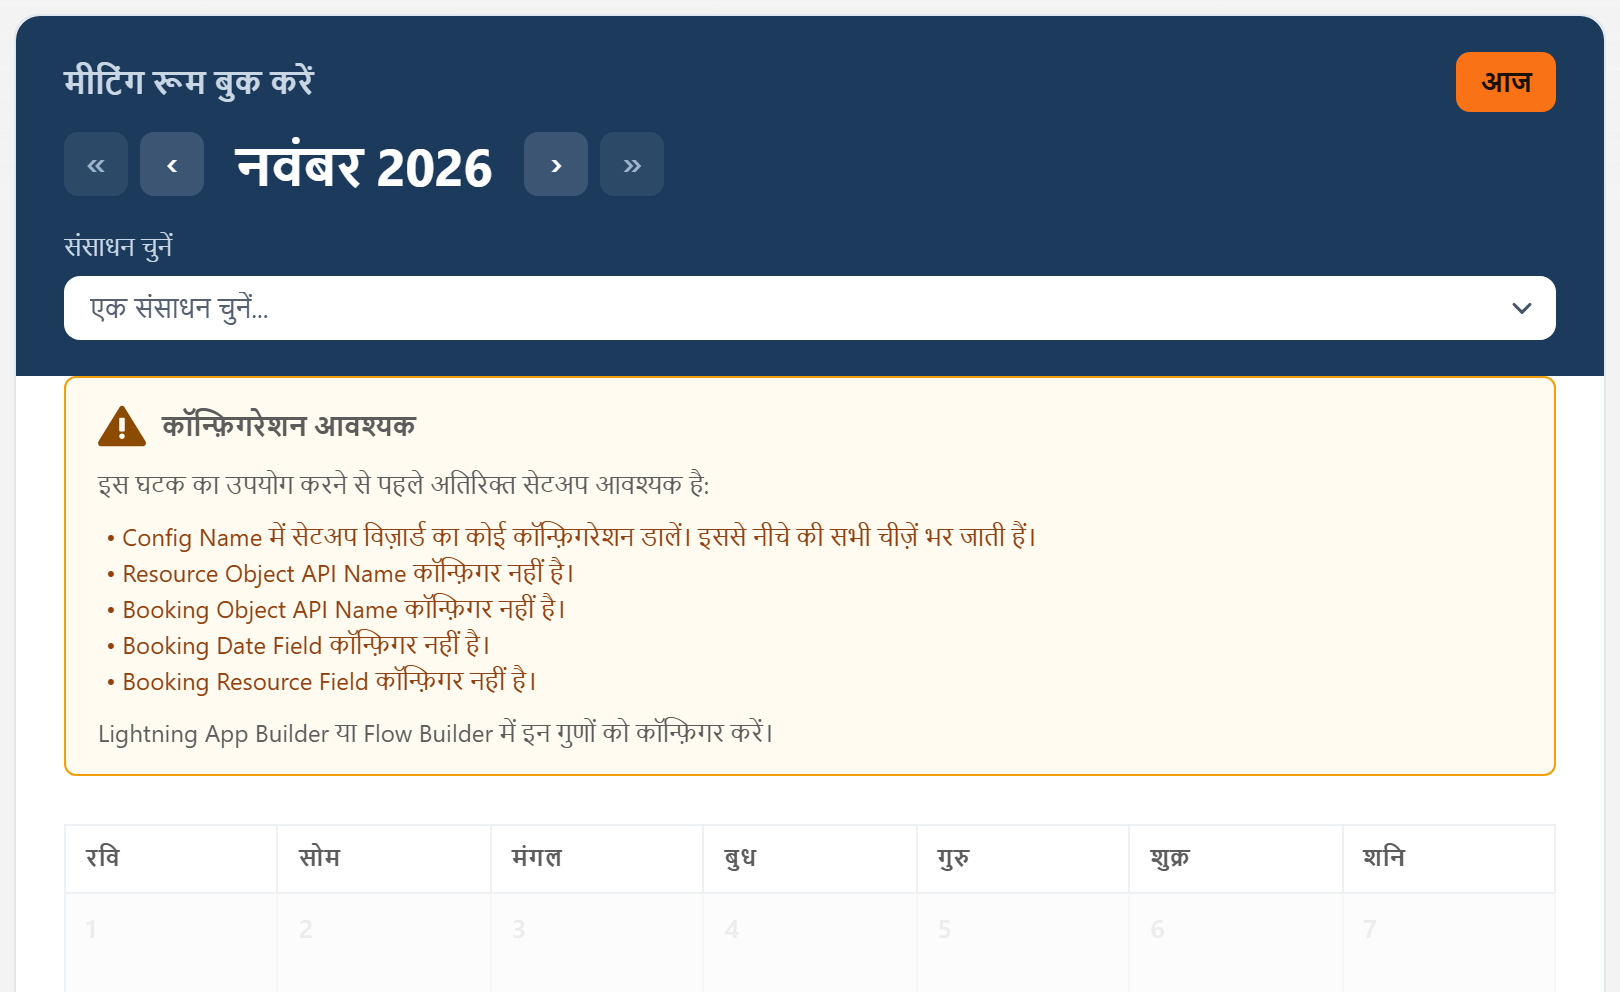 मीटिंग रूम बुक करें
आज
« ‹ नवंबर 2026 › »
संसाधन चुनें
एक संसाधन चुनें...
कॉन्फ़िगरेशन आवश्यक
इस घटक का उपयोग करने से पहले अतिरिक्त सेटअप आवश्यक है:
• Config Name में सेटअप विज़ार्ड का कोई कॉन्फ़िगरेशन डालें। इससे नीचे की सभी चीज़ें भर जाती हैं।
• Resource Object API Name कॉन्फ़िगर नहीं है।
• Booking Object API Name कॉन्फ़िगर नहीं है।
• Booking Date Field कॉन्फ़िगर नहीं है।
• Booking Resource Field कॉन्फ़िगर नहीं है।
Lightning App Builder या Flow Builder में इन गुणों को कॉन्फ़िगर करें।
रवि सोम मंगल बुध गुरु शुक्र शनि
1 2 3 4 5 6 7